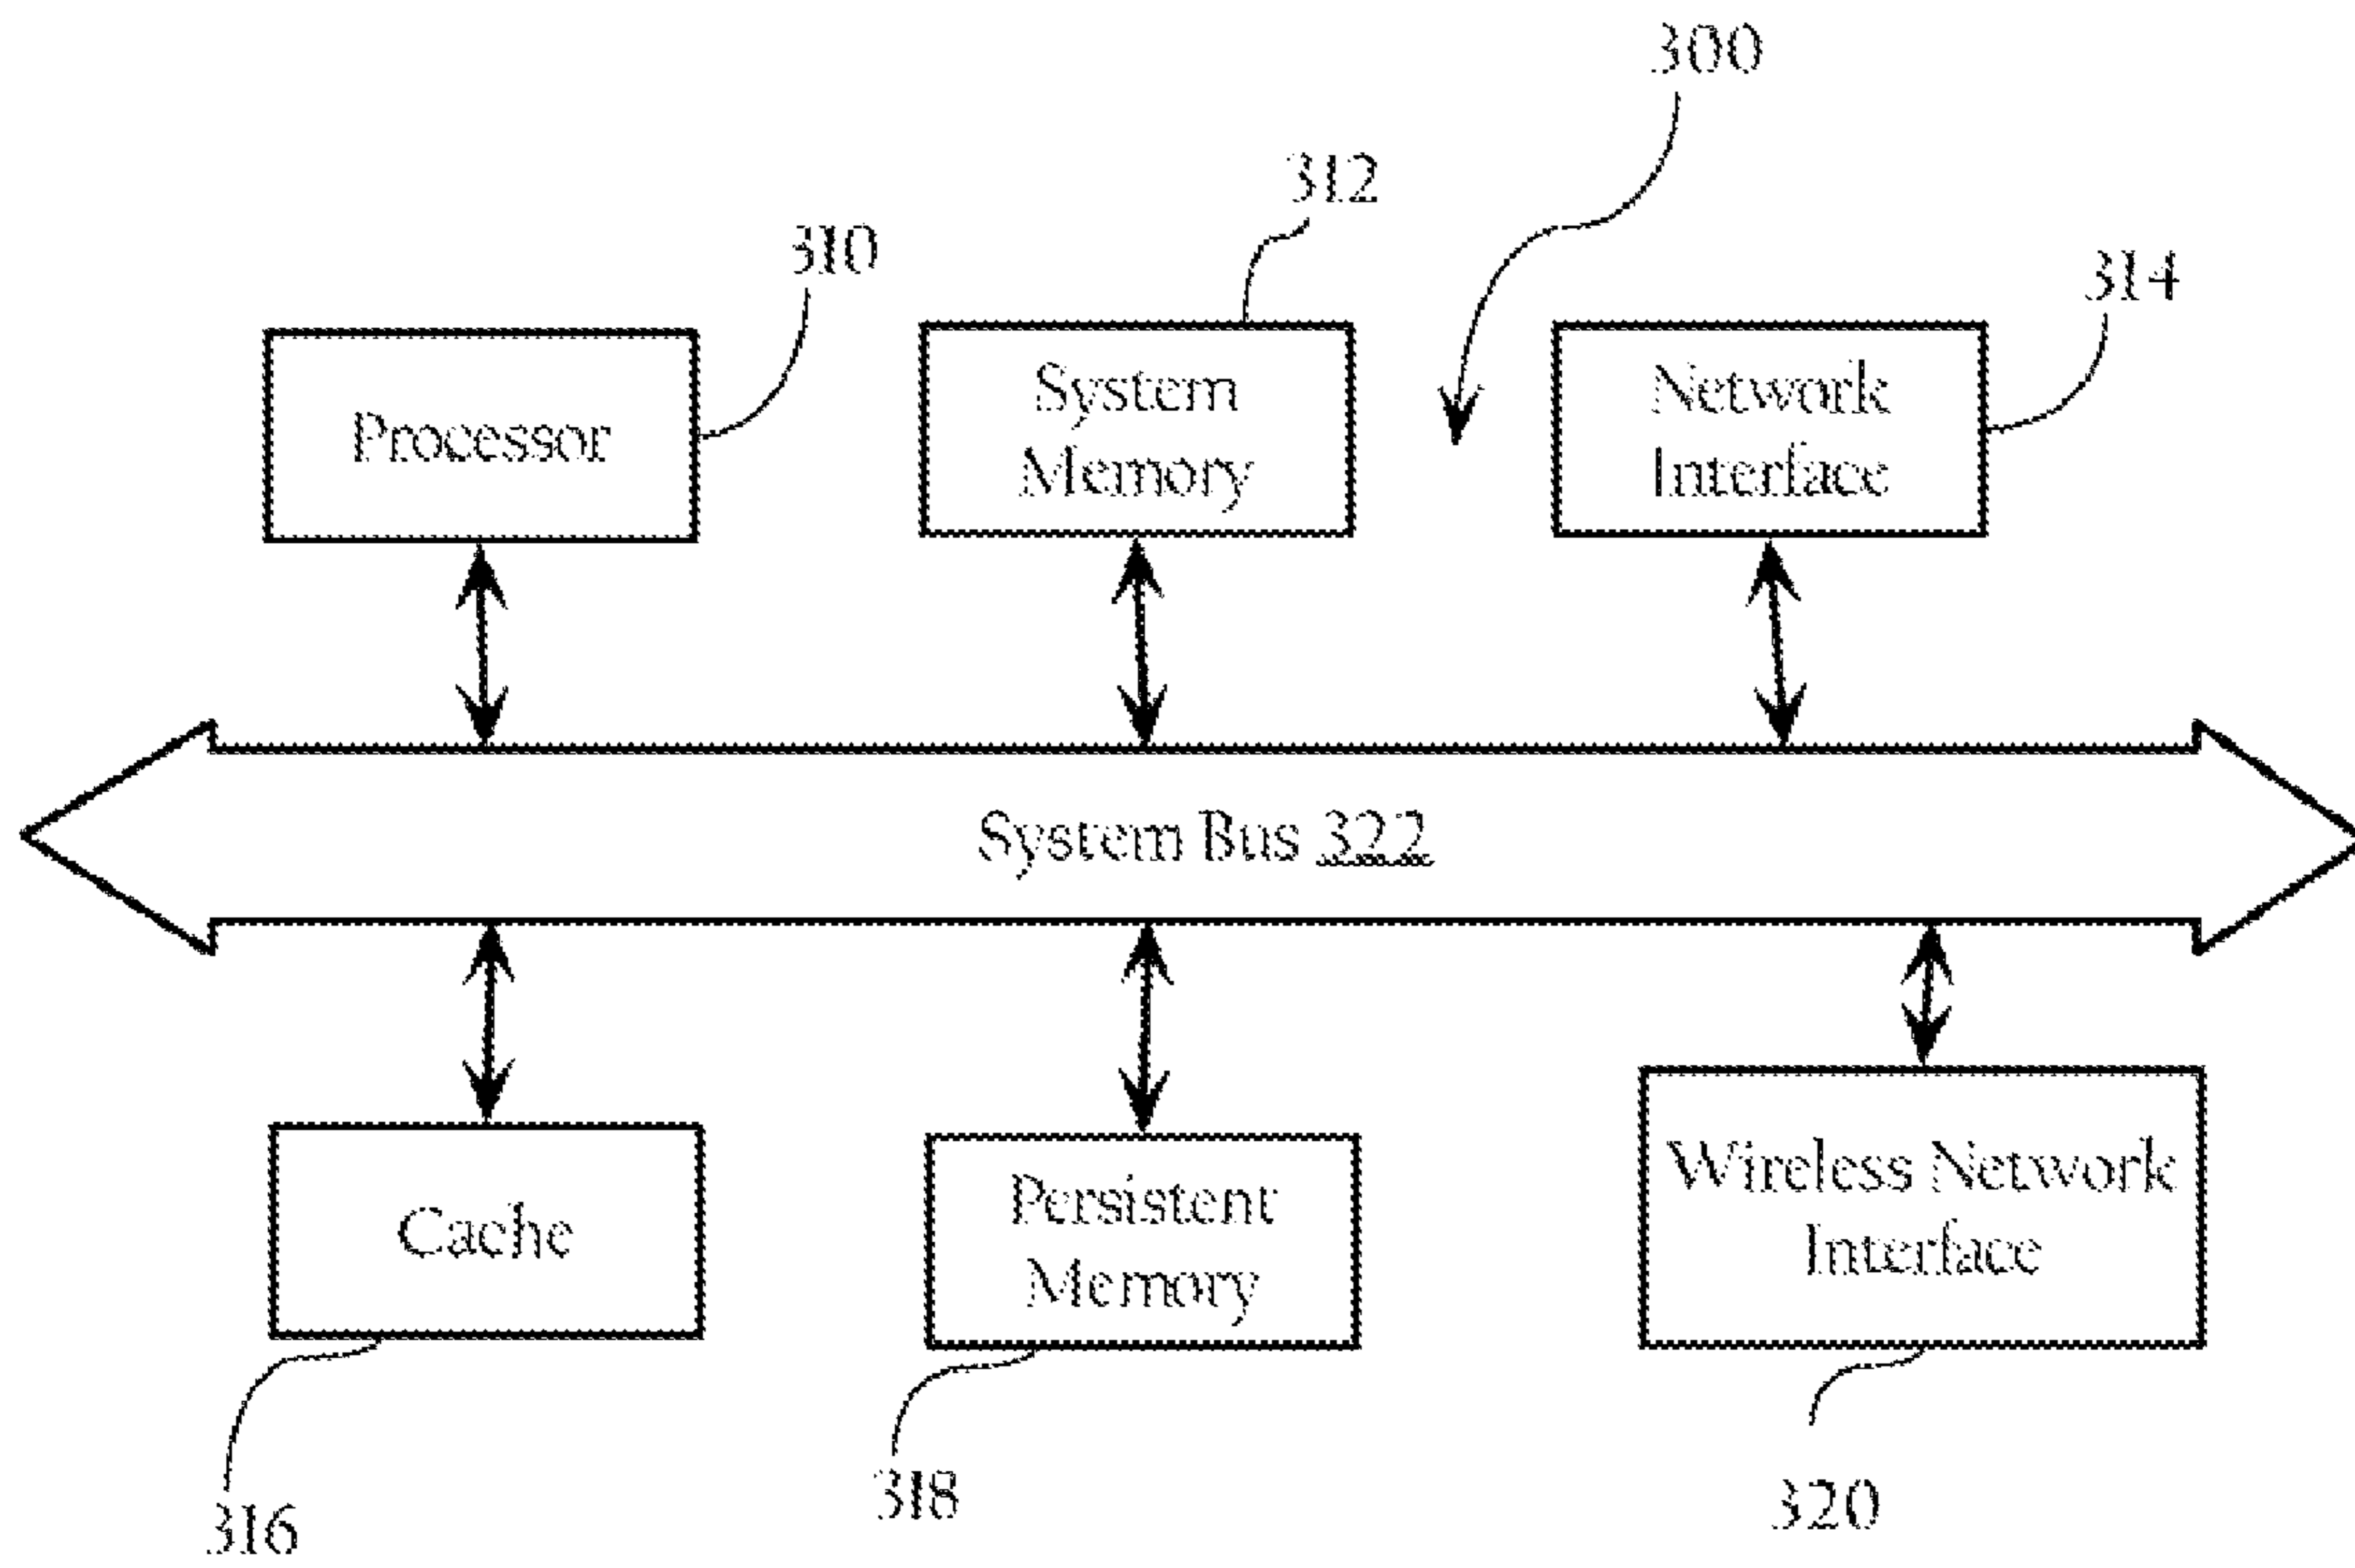 300
312
310
314
Processor
System
Memory
Network
Interface
System Bus 322
Cache
Persistent
Memory
Wireless Network
Interface
316
318
320